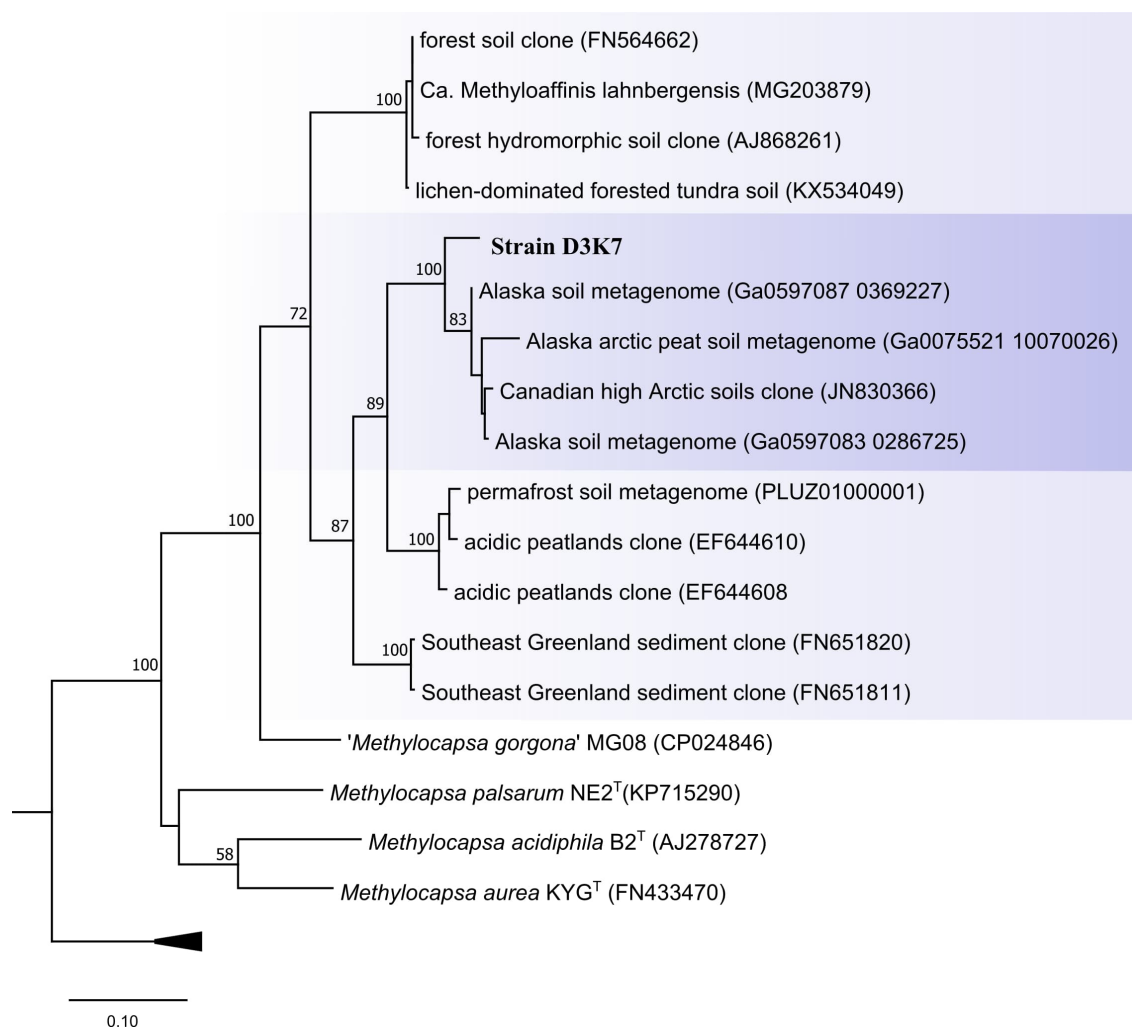 forest soil clone (FN564662)
100
Ca. Methyloaffinis lahnbergensis (MG203879)
forest hydromorphic soil clone (AJ868261)
lichen-dominated forested tundra soil (KX534049)
Strain D3K7
100
Alaska soil metagenome (Ga0597087 0369227)
72
83
Alaska arctic peat soil metagenome (Ga0075521 10070026)
Canadian high Arctic soils clone (JN830366)
89
Alaska soil metagenome (Ga0597083 0286725)
permafrost soil metagenome (PLUZ01000001)
100
87
100
acidic peatlands clone (EF644610)
acidic peatlands clone (EF644608
Southeast Greenland sediment clone (FN651820)
100
100
Southeast Greenland sediment clone (FN651811)
'Methylocapsa gorgona' MG08 (CP024846)
Methylocapsa palsarum NE2ᵀ(KP715290)
Methylocapsa acidiphila B2ᵀ (AJ278727)
58
Methylocapsa aurea KYGᵀ (FN433470)
0.10